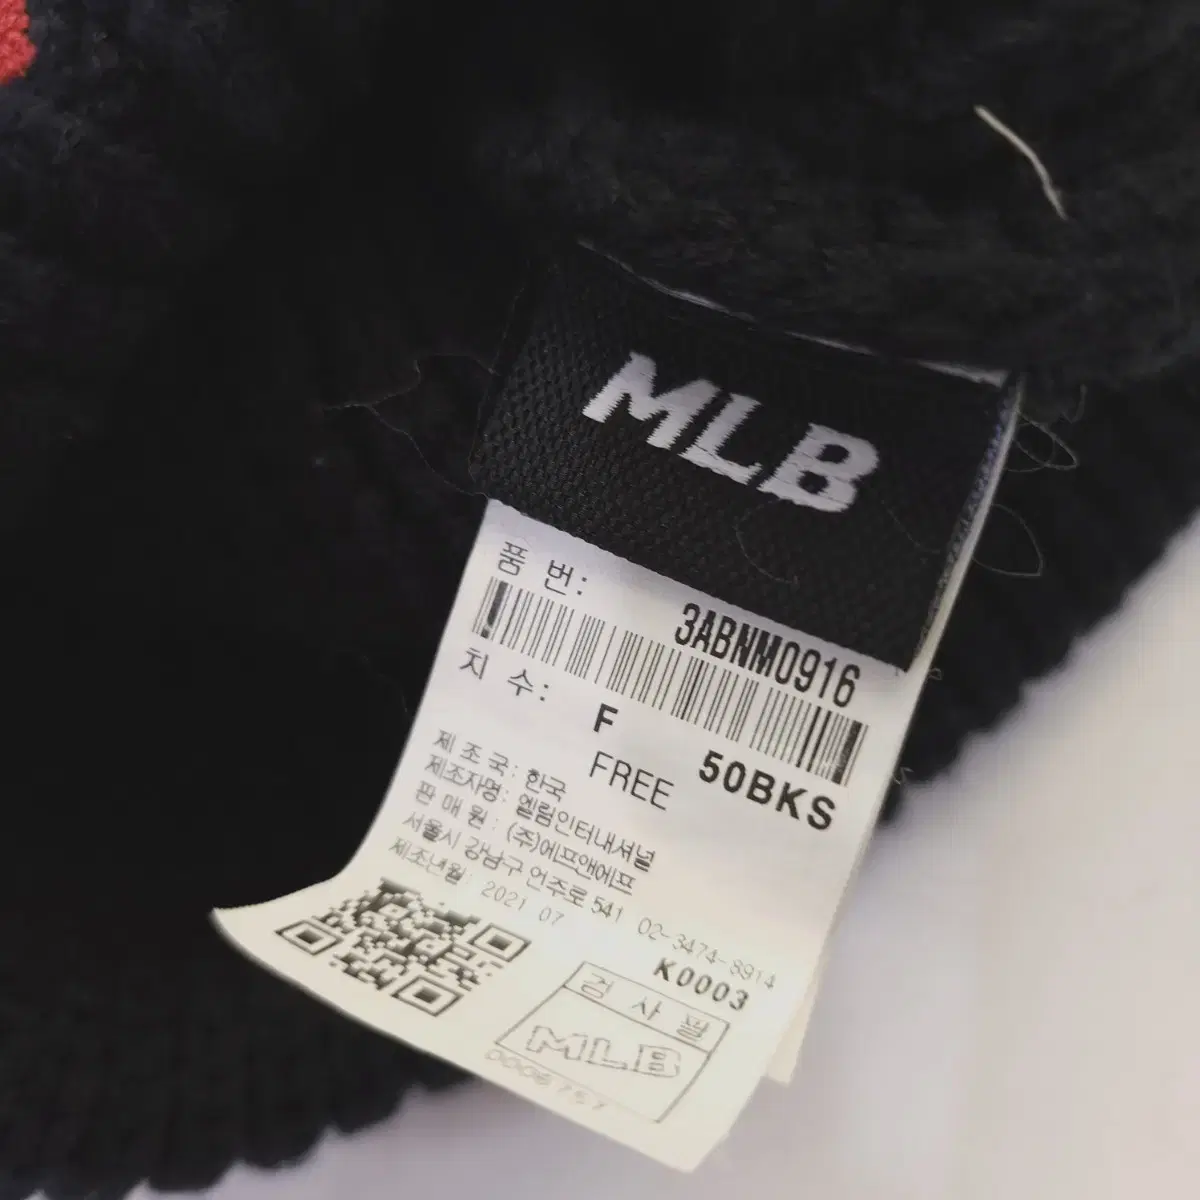 MLB
품 번:
3ABNM0916
치 수:
F 50BKS
FREE
제 조 국: 한국
제조자명: 엘림인터내셔널
판 매 원: (주)에프앤에프
서울시 강남구 언주로 541 02-3474-8914
제조년월: 2021 07
K0003
검 사 필
MLB